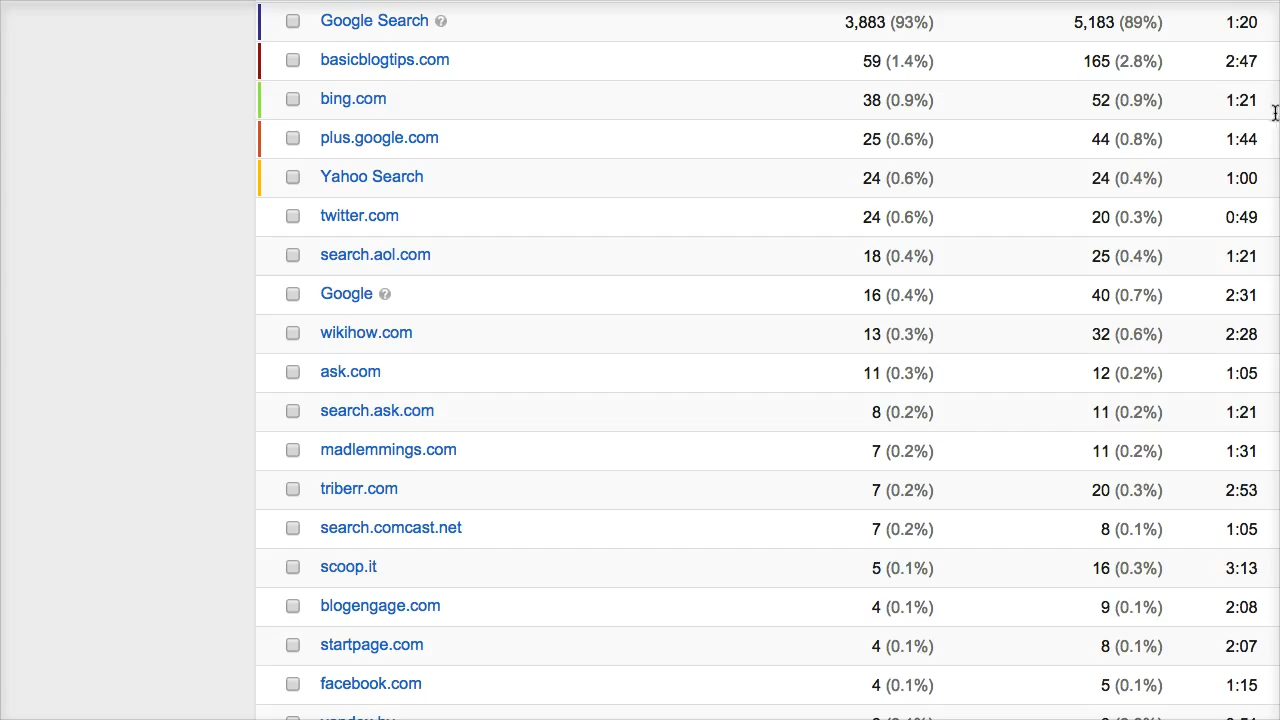 Google Search ? 3,883 (93%) 5,183 (89%) 1:20
basicblogtips.com 59 (1.4%) 165 (2.8%) 2:47
bing.com 38 (0.9%) 52 (0.9%) 1:21
plus.google.com 25 (0.6%) 44 (0.8%) 1:44
Yahoo Search 24 (0.6%) 24 (0.4%) 1:00
twitter.com 24 (0.6%) 20 (0.3%) 0:49
search.aol.com 18 (0.4%) 25 (0.4%) 1:21
Google ? 16 (0.4%) 40 (0.7%) 2:31
wikihow.com 13 (0.3%) 32 (0.6%) 2:28
ask.com 11 (0.3%) 12 (0.2%) 1:05
search.ask.com 8 (0.2%) 11 (0.2%) 1:21
madlemmings.com 7 (0.2%) 11 (0.2%) 1:31
triberr.com 7 (0.2%) 20 (0.3%) 2:53
search.comcast.net 7 (0.2%) 8 (0.1%) 1:05
scoop.it 5 (0.1%) 16 (0.3%) 3:13
blogengage.com 4 (0.1%) 9 (0.1%) 2:08
startpage.com 4 (0.1%) 8 (0.1%) 2:07
facebook.com 4 (0.1%) 5 (0.1%) 1:15